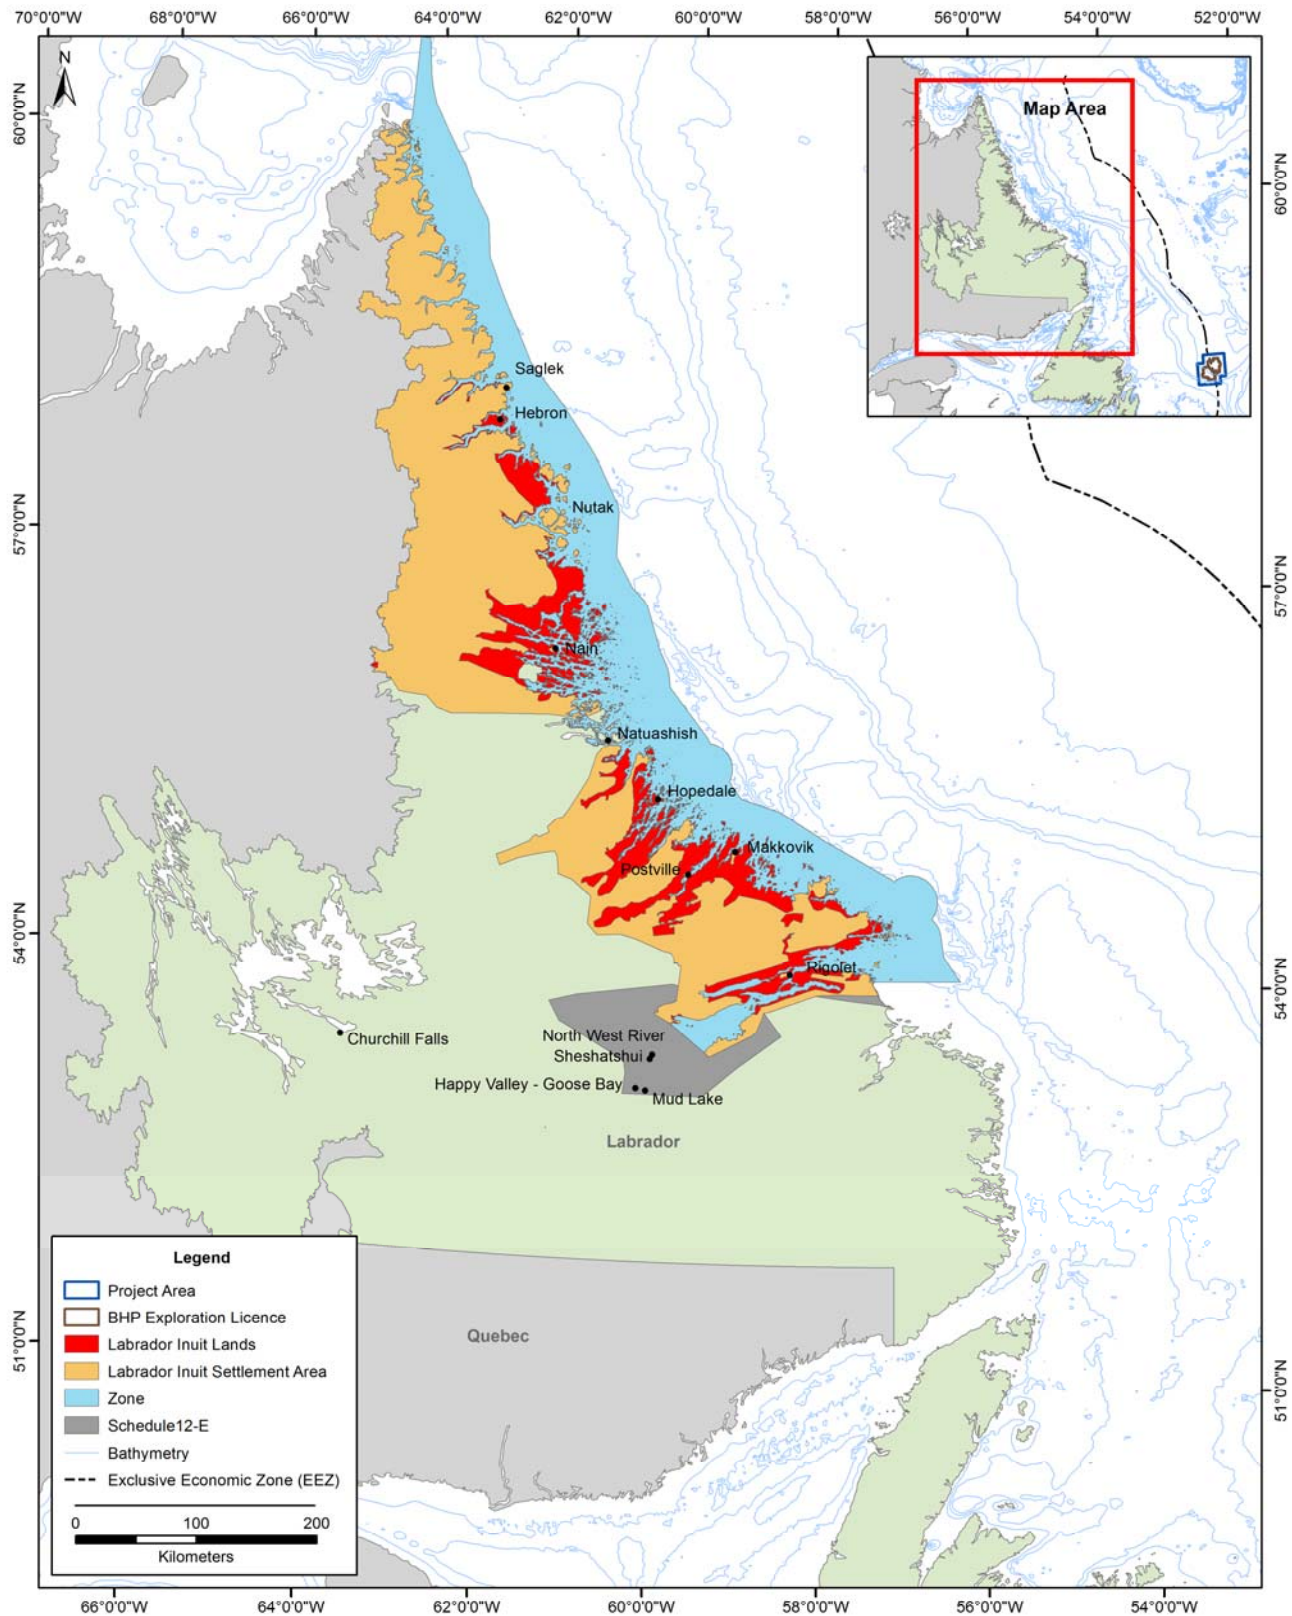 70°0'0"W 68°0'0"W 66°0'0"W 64°0'0"W 62°0'0"W 60°0'0"W 58°0'0"W 56°0'0"W 54°0'0"W 52°0'0"W
N
60°0'0"N
Map Area
60°0'0"N
Saglek
Hebron
Nutak
57°0'0"N
57°0'0"N
Nain
Natuashish
Hopedale
Makkovik
Postville
54°0'0"N
Rigolet
54°0'0"N
Churchill Falls
North West River
Sheshatshui
Happy Valley - Goose Bay
Mud Lake
Labrador
51°0'0"N
Quebec
51°0'0"N
Legend
Project Area
BHP Exploration Licence
Labrador Inuit Lands
Labrador Inuit Settlement Area
Zone
Schedule12-E
Bathymetry
Exclusive Economic Zone (EEZ)
0 100 200
Kilometers
66°0'0"W 64°0'0"W 62°0'0"W 60°0'0"W 58°0'0"W 56°0'0"W 54°0'0"W